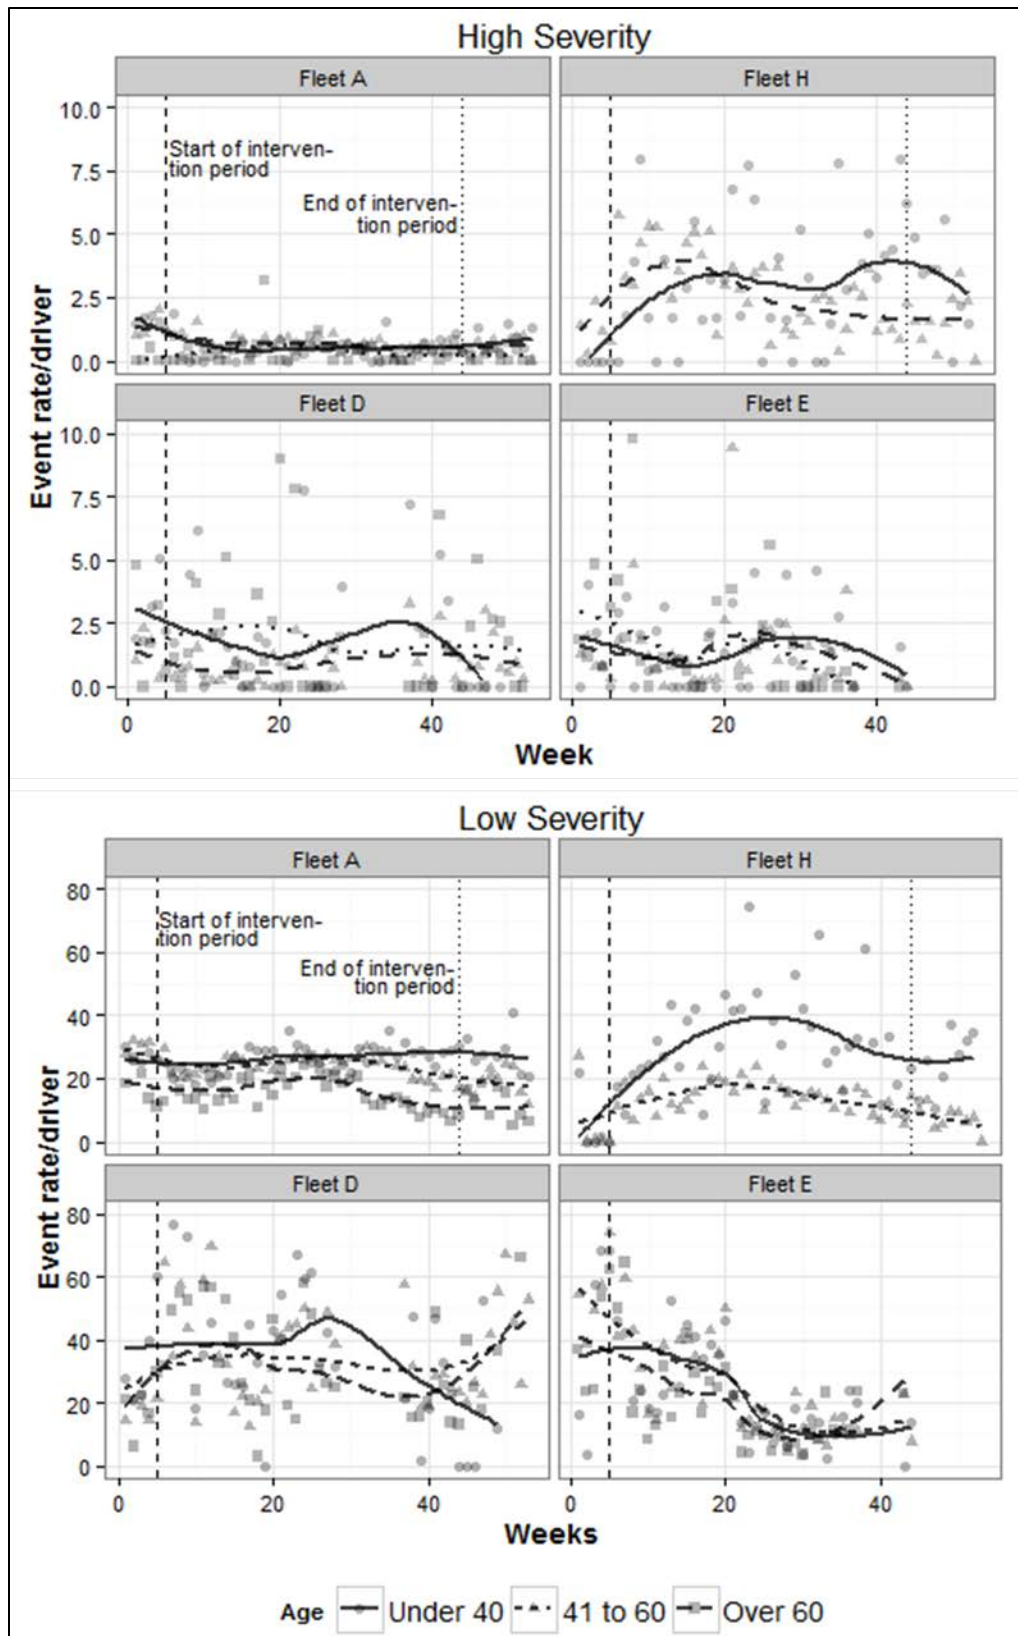 High Severity
Fleet A
Fleet H
10.0
7.5
5.0
2.5
0.0
Start of interven-
tion period
End of interven-
tion period
Event rate/driver
Fleet D
Fleet E
10.0
7.5
5.0
2.5
0.0
0 20 40
0 20 40
Week
Low Severity
Fleet A
Fleet H
80
60
40
20
0
Start of interven-
tion period
End of interven-
tion period
Event rate/driver
Fleet D
Fleet E
80
60
40
20
0
0 20 40
0 20 40
Weeks
Age Under 40 41 to 60 Over 60